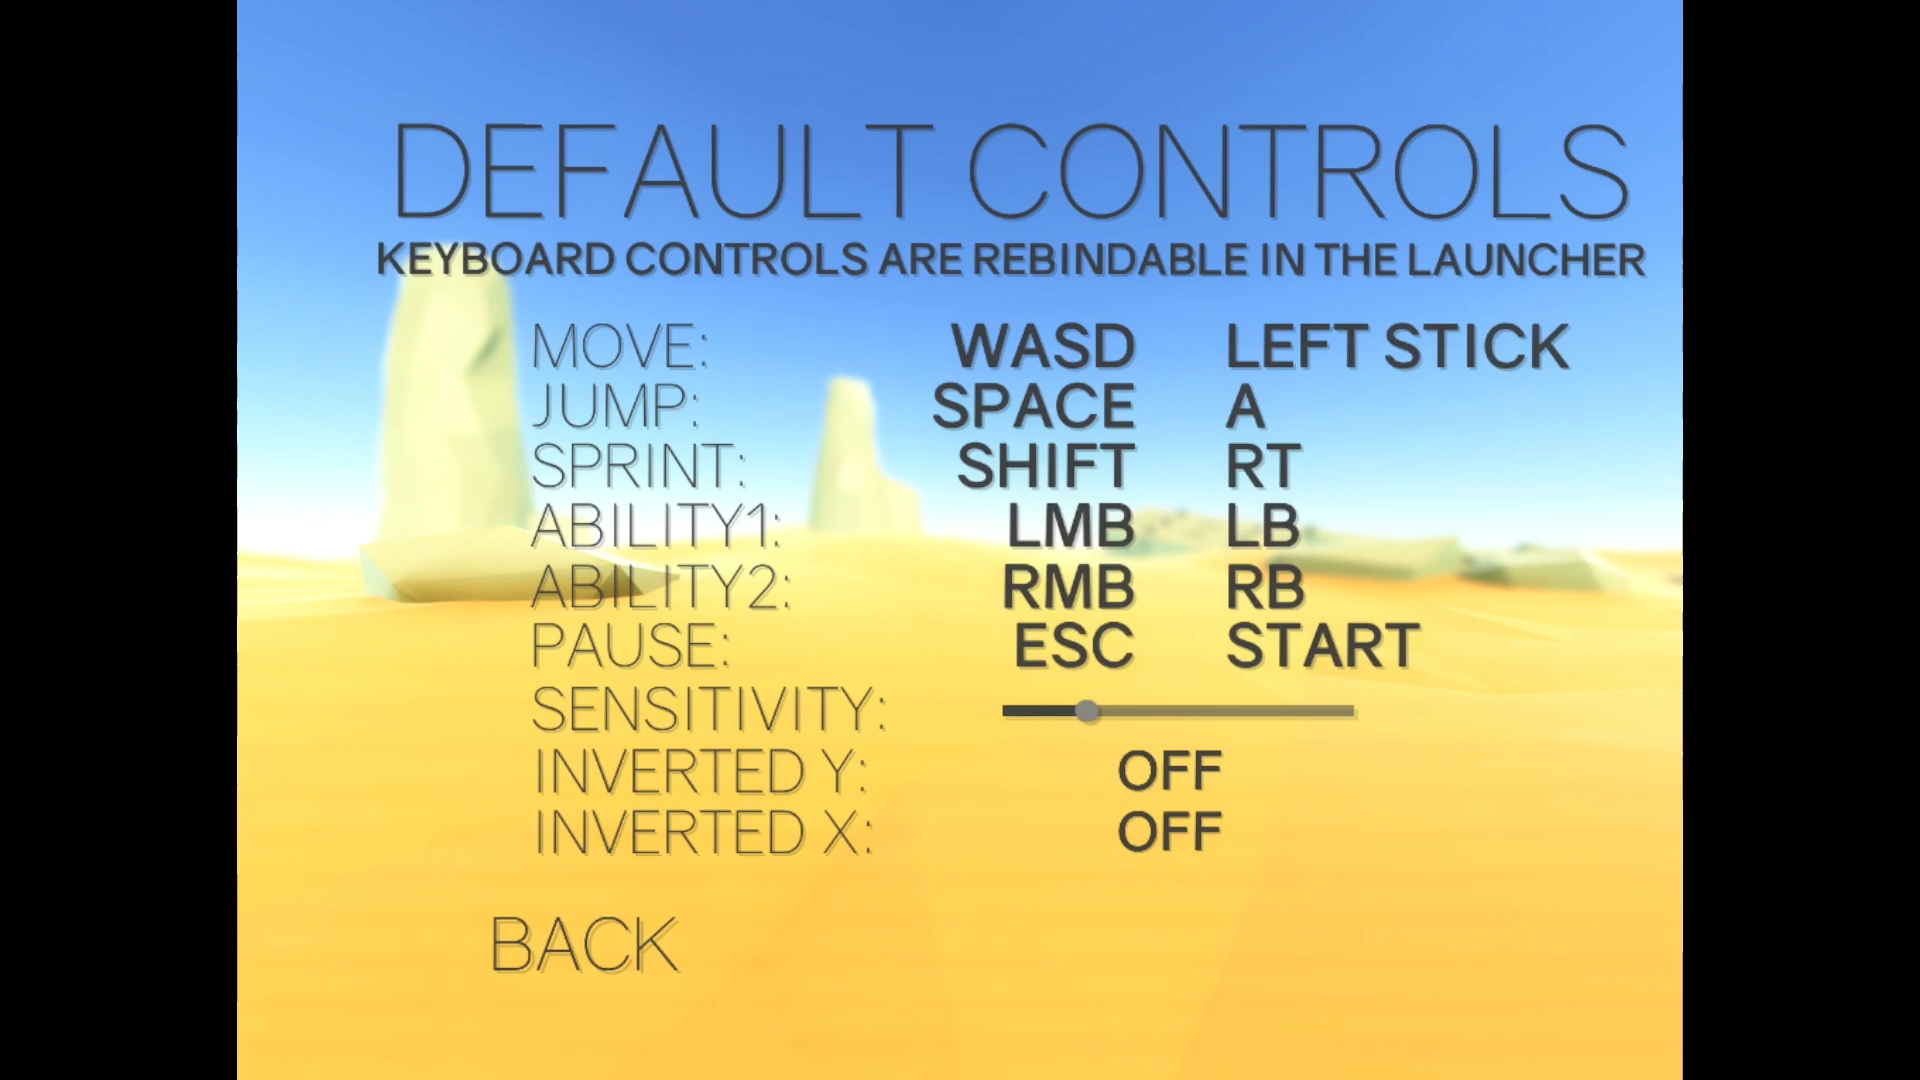 DEFAULT CONTROLS
KEYBOARD CONTROLS ARE REBINDABLE IN THE LAUNCHER
MOVE: WASD LEFT STICK
JUMP: SPACE A
SPRINT: SHIFT RT
ABILITY1: LMB LB
ABILITY2: RMB RB
PAUSE: ESC START
SENSITIVITY:
INVERTED Y: OFF
INVERTED X: OFF
BACK